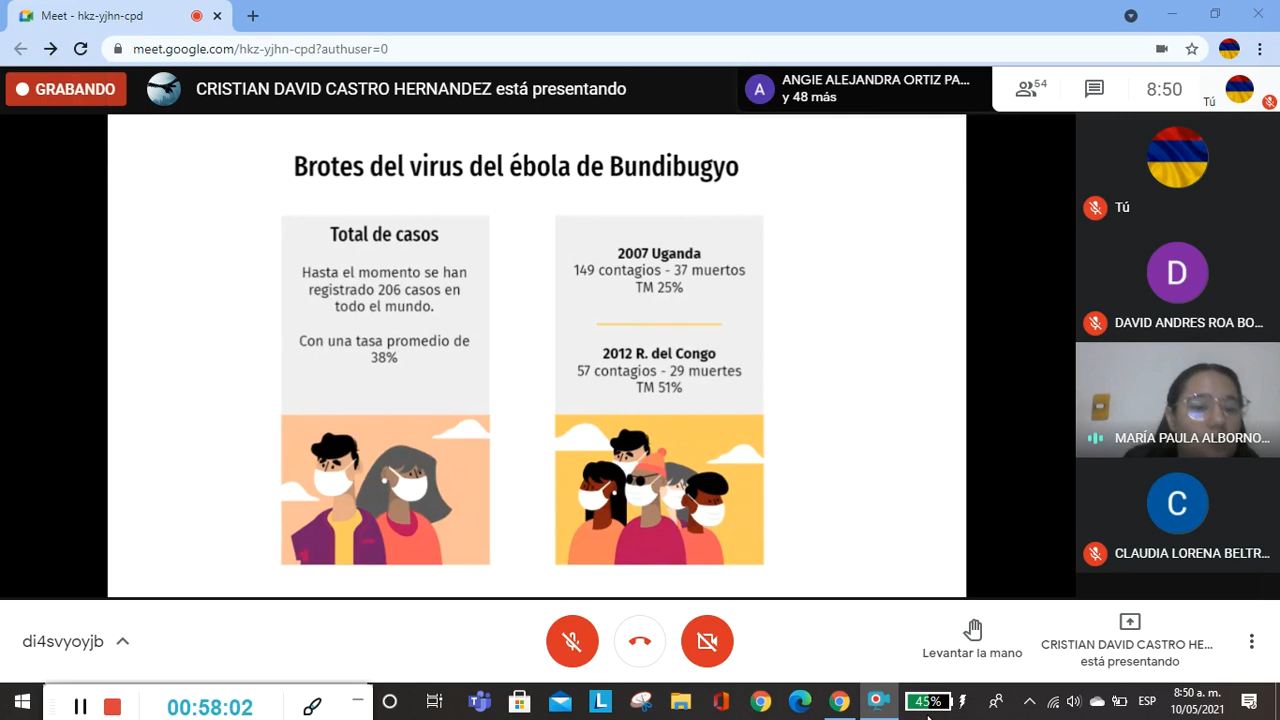 Meet - hkz-yjhn-cpd
meet.google.com/hkz-yjhn-cpd?authuser=0
GRABANDO
CRISTIAN DAVID CASTRO HERNANDEZ está presentando
A
ANGIE ALEJANDRA ORTIZ PA...
y 48 más
54
8:50
Tú
Brotes del virus del ébola de Bundibugyo
Total de casos
Hasta el momento se han
registrado 206 casos en
todo el mundo.
Con una tasa promedio de
38%
2007 Uganda
149 contagios - 37 muertos
TM 25%
2012 R. del Congo
57 contagios - 29 muertes
TM 51%
Tú
D
DAVID ANDRES ROA BO...
MARÍA PAULA ALBORNO...
C
CLAUDIA LORENA BELTR...
di4svyoyjb
Levantar la mano
CRISTIAN DAVID CASTRO HE...
está presentando
00:58:02
L
45%
ESP
8:50 a. m.
10/05/2021